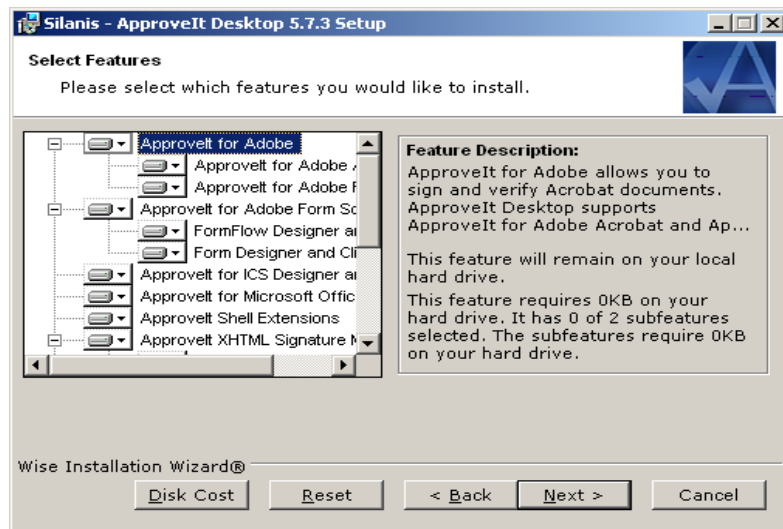 Silanis - ApproveIt Desktop 5.7.3 Setup
Select Features
Please select which features you would like to install.
ApproveIt for Adobe
ApproveIt for Adobe
ApproveIt for Adobe
ApproveIt for Adobe Form
FormFlow Designer
Form Designer and
ApproveIt for ICS Designer
ApproveIt for Microsoft
ApproveIt Shell Extensions
ApproveIt XHTML Signature
Feature Description:
ApproveIt for Adobe allows you to
sign and verify Acrobat documents.
ApproveIt Desktop supports
ApproveIt for Adobe Acrobat and Ap...
This feature will remain on your local
hard drive.
This feature requires 0KB on your
hard drive. It has 0 of 2 subfeatures
selected. The subfeatures require 0KB
on your hard drive.
Wise Installation Wizard®
Disk Cost
Reset
< Back
Next >
Cancel